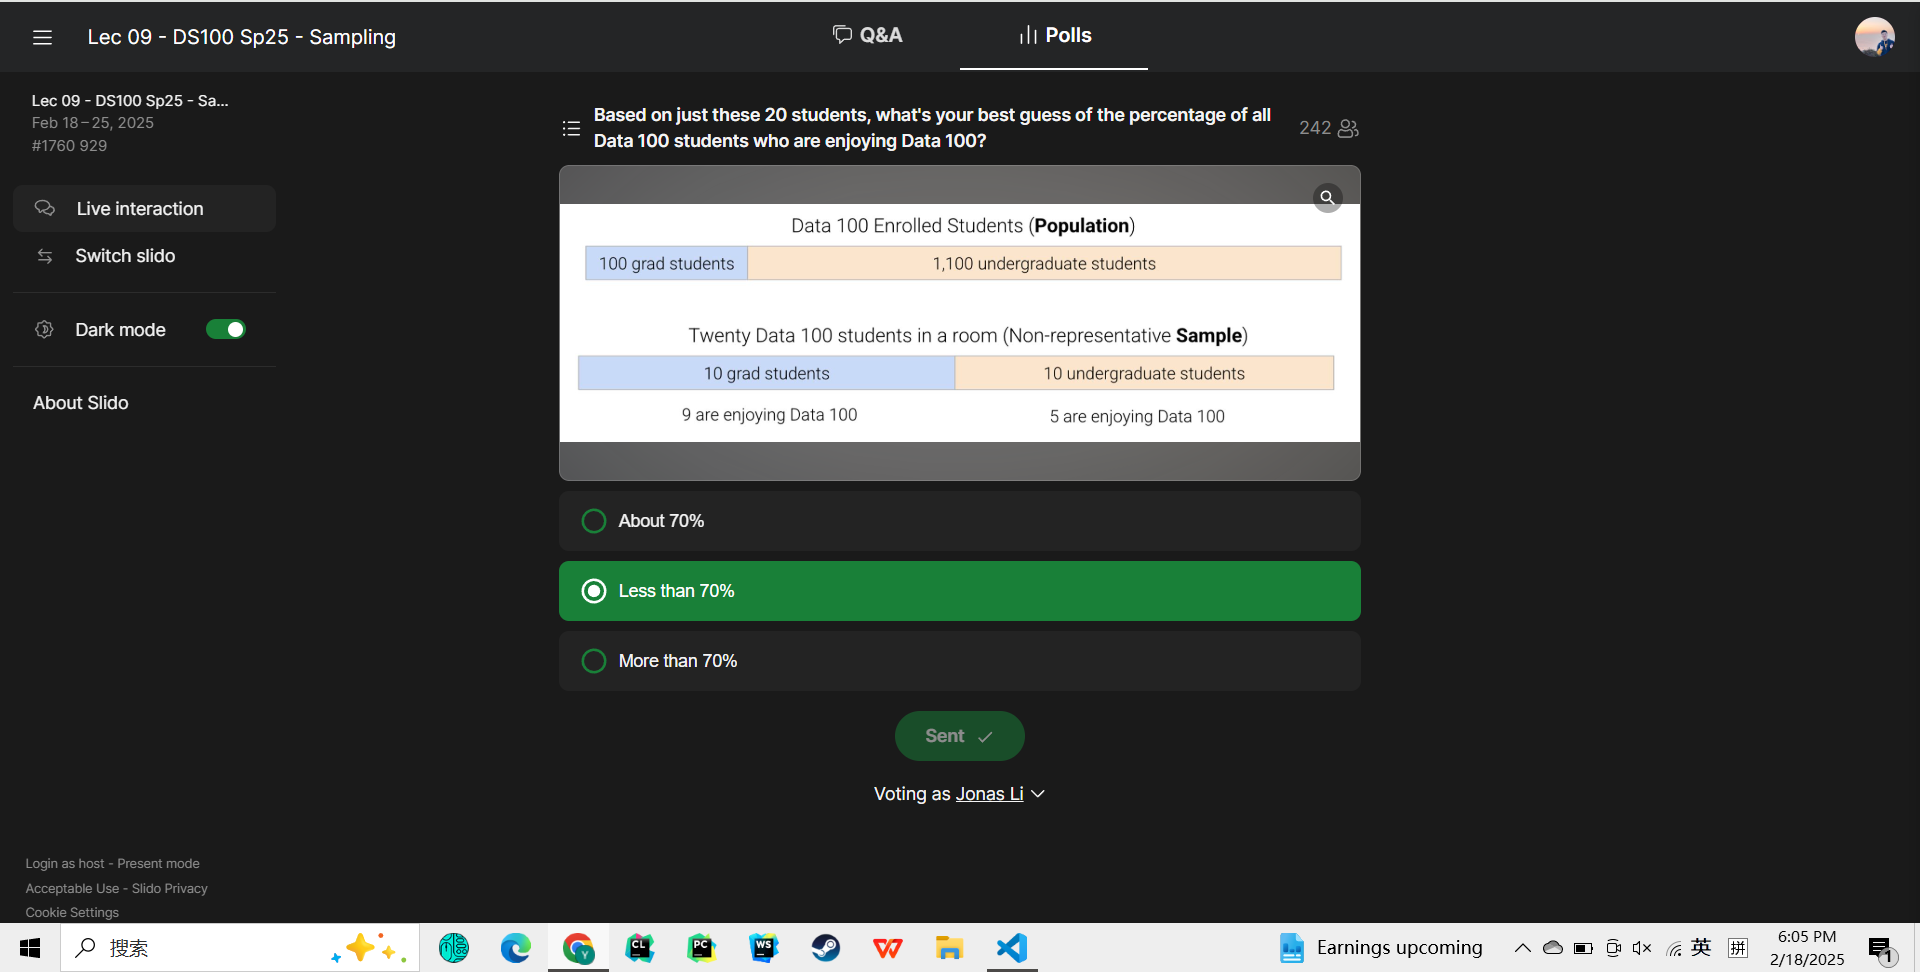 Lec 09 - DS100 Sp25 - Sampling
Q&A
Polls
Lec 09 - DS100 Sp25 - Sa...
Feb 18 – 25, 2025
#1760 929
Live interaction
Switch slido
Dark mode
About Slido
Based on just these 20 students, what's your best guess of the percentage of all
Data 100 students who are enjoying Data 100?
242
Data 100 Enrolled Students (Population)
100 grad students
1,100 undergraduate students
Twenty Data 100 students in a room (Non-representative Sample)
10 grad students
10 undergraduate students
9 are enjoying Data 100
5 are enjoying Data 100
About 70%
Less than 70%
More than 70%
Sent
Voting as Jonas Li
Login as host - Present mode
Acceptable Use - Slido Privacy
Cookie Settings
搜索
Y
CL
PC
WS
Earnings upcoming
英
拼
6:05 PM
2/18/2025
1